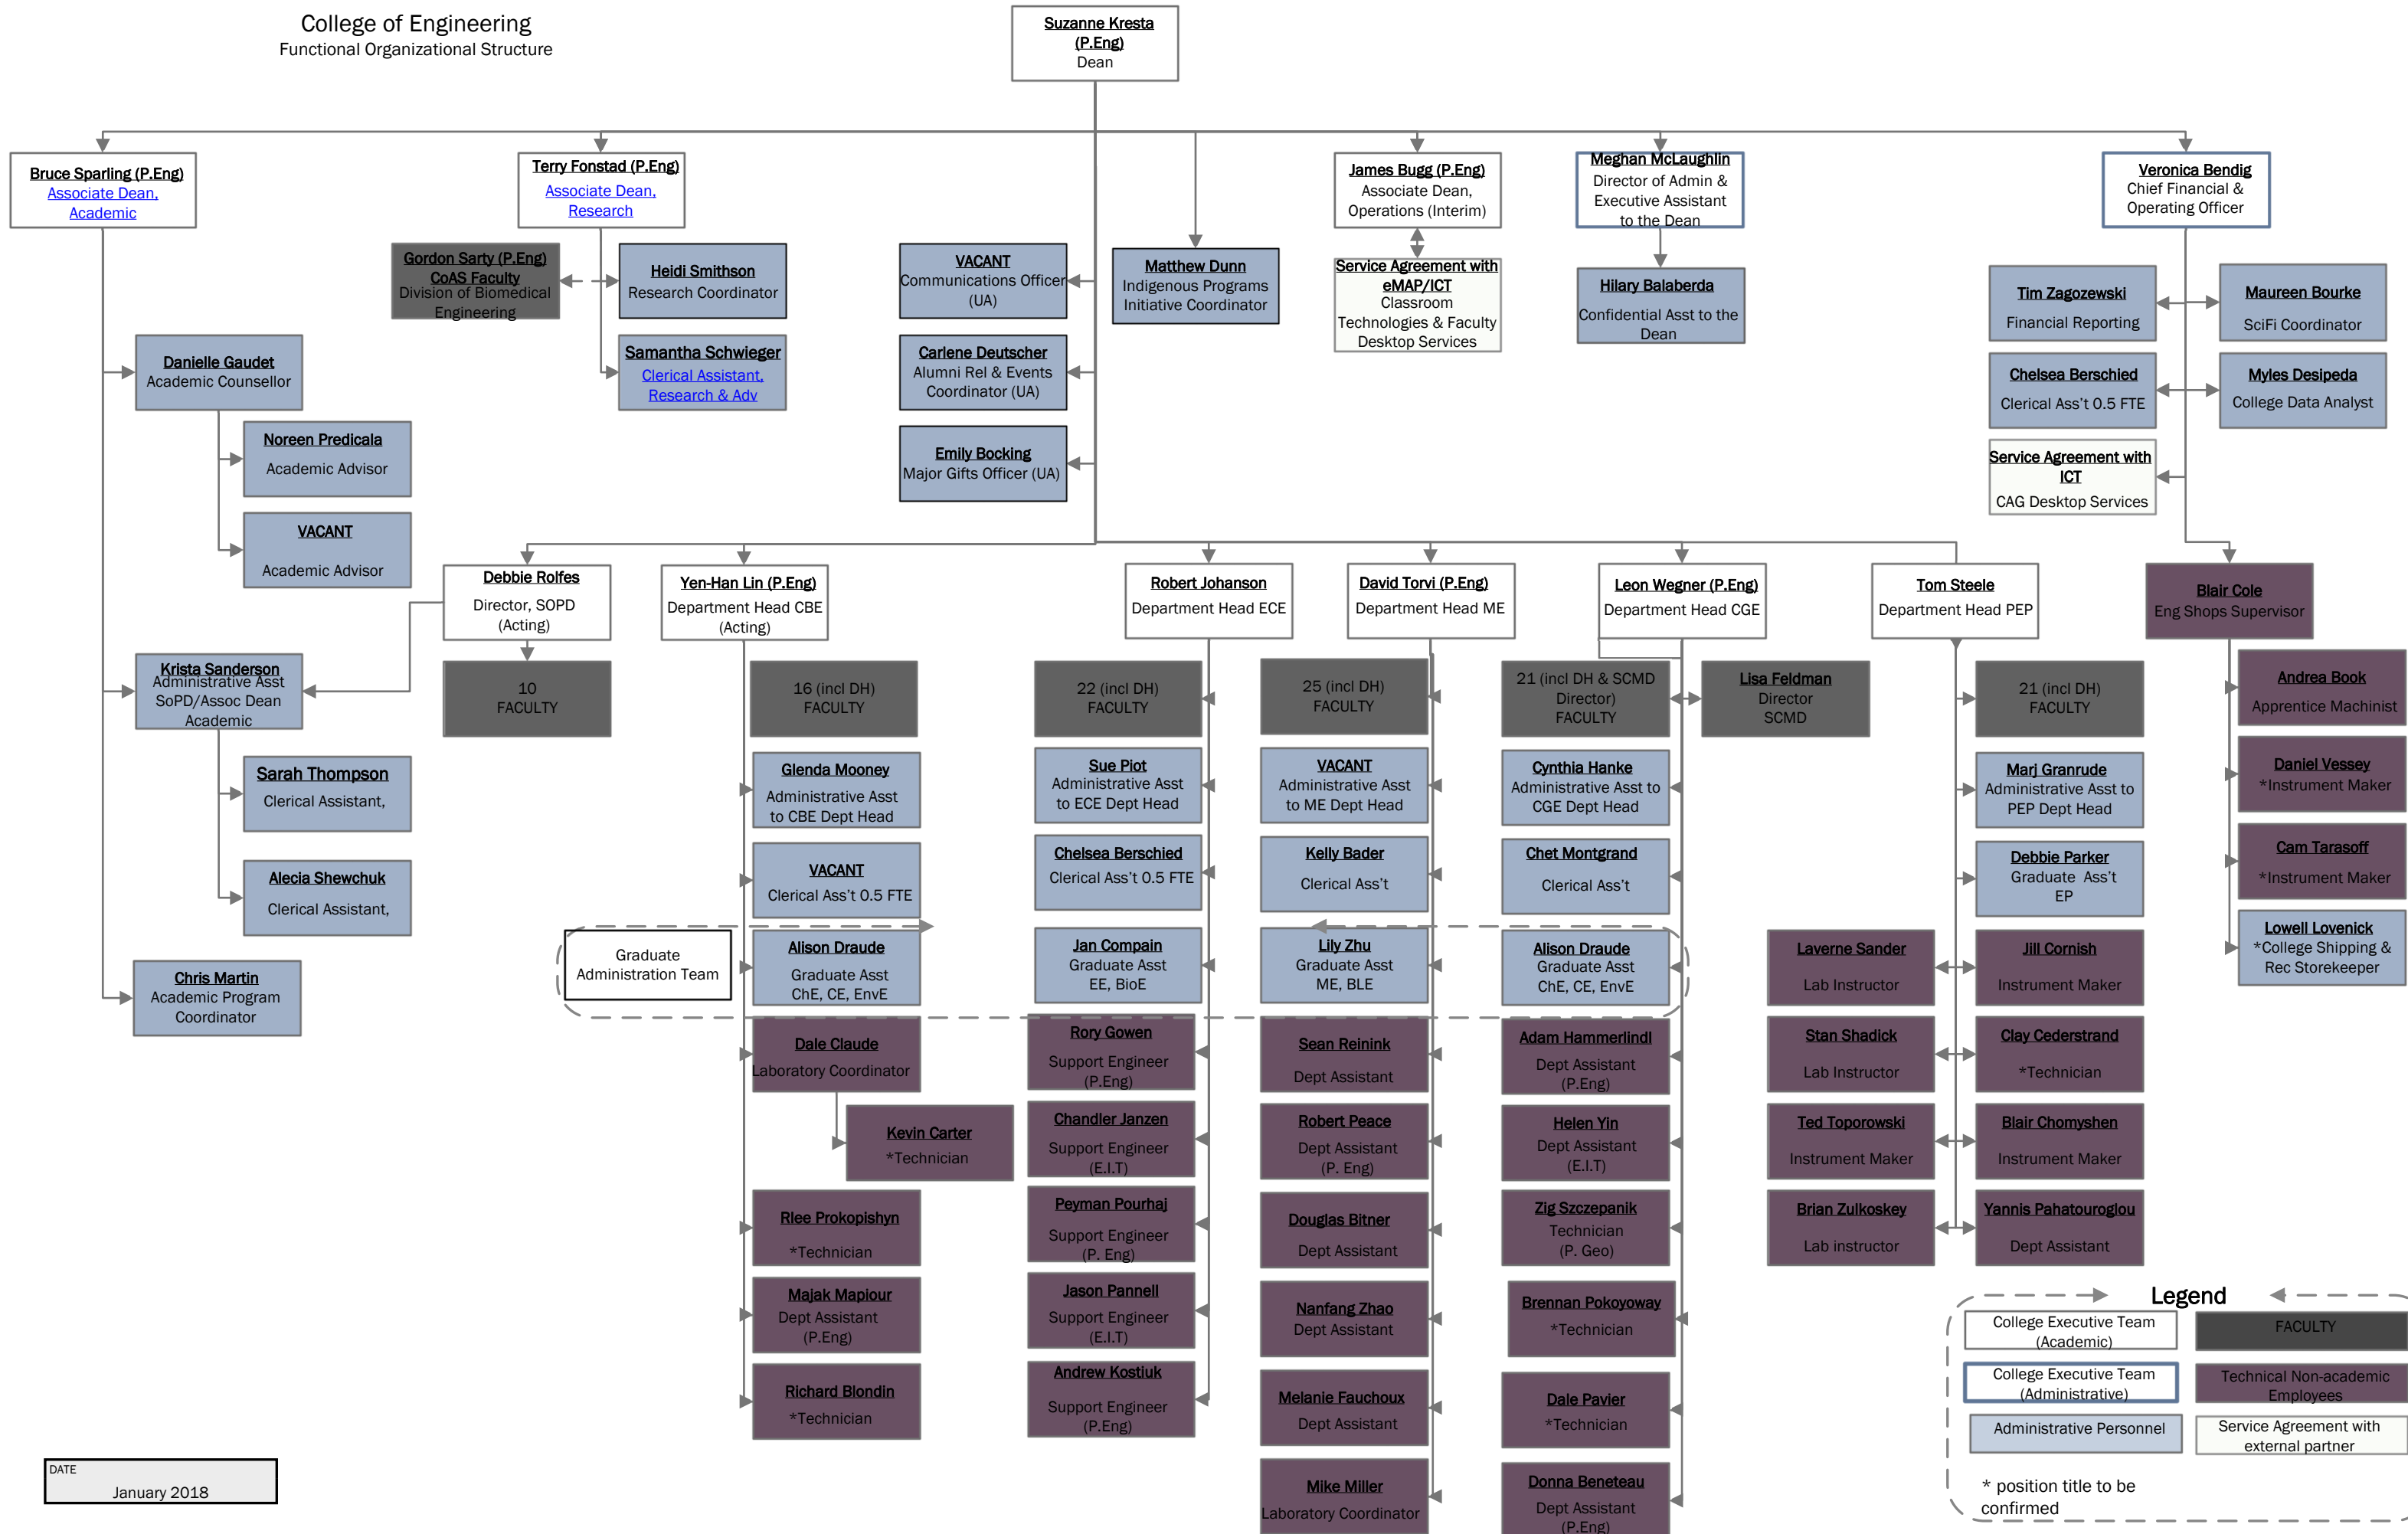 College of Engineering
Functional Organizational Structure
Suzanne Kresta
(P.Eng)
Dean
Bruce Sparling (P.Eng)
Associate Dean,
Academic
Terry Fonstad (P.Eng)
Associate Dean,
Research
James Bugg (P.Eng)
Associate Dean,
Operations (Interim)
Meghan McLaughlin
Director of Admin &
Executive Assistant
to the Dean
Veronica Bendig
Chief Financial &
Operating Officer
Gordon Sarty (P.Eng)
CoAS Faculty
Division of Biomedical
Engineering
Heidi Smithson
Research Coordinator
VACANT
Communications Officer
(UA)
Matthew Dunn
Indigenous Programs
Initiative Coordinator
Service Agreement with
eMAP/ICT
Classroom
Technologies & Faculty
Desktop Services
Hilary Balaberda
Confidential Asst to the
Dean
Tim Zagozewski
Financial Reporting
Maureen Bourke
SciFi Coordinator
Danielle Gaudet
Academic Counsellor
Samantha Schwieger
Clerical Assistant,
Research & Adv
Carlene Deutscher
Alumni Rel & Events
Coordinator (UA)
Chelsea Berschied
Clerical Ass't 0.5 FTE
Myles Desipeda
College Data Analyst
Noreen Predicala
Academic Advisor
Emily Bocking
Major Gifts Officer (UA)
Service Agreement with
ICT
CAG Desktop Services
VACANT
Academic Advisor
Debbie Rolfes
Director, SOPD
(Acting)
Yen-Han Lin (P.Eng)
Department Head CBE
(Acting)
Robert Johanson
Department Head ECE
David Torvi (P.Eng)
Department Head ME
Leon Wegner (P.Eng)
Department Head CGE
Tom Steele
Department Head PEP
Blair Cole
Eng Shops Supervisor
Krista Sanderson
Administrative Asst
SoPD/Assoc Dean
Academic
10
FACULTY
16 (incl DH)
FACULTY
22 (incl DH)
FACULTY
25 (incl DH)
FACULTY
21 (incl DH & SCMD
Director)
FACULTY
Lisa Feldman
Director
SCMD
21 (incl DH)
FACULTY
Andrea Book
Apprentice Machinist
Sarah Thompson
Clerical Assistant,
Glenda Mooney
Administrative Asst
to CBE Dept Head
Sue Piot
Administrative Asst
to ECE Dept Head
VACANT
Administrative Asst
to ME Dept Head
Cynthia Hanke
Administrative Asst to
CGE Dept Head
Marj Granrude
Administrative Asst to
PEP Dept Head
Daniel Vessey
*Instrument Maker
Alecia Shewchuk
Clerical Assistant,
VACANT
Clerical Ass't 0.5 FTE
Chelsea Berschied
Clerical Ass't 0.5 FTE
Kelly Bader
Clerical Ass't
Chet Montgrand
Clerical Ass't
Debbie Parker
Graduate Ass't
EP
Cam Tarasoff
*Instrument Maker
Chris Martin
Academic Program
Coordinator
Graduate
Administration Team
Alison Draude
Graduate Asst
ChE, CE, EnvE
Jan Compain
Graduate Asst
EE, BioE
Lily Zhu
Graduate Asst
ME, BLE
Alison Draude
Graduate Asst
ChE, CE, EnvE
Laverne Sander
Lab Instructor
Jill Cornish
Instrument Maker
Lowell Lovenick
*College Shipping &
Rec Storekeeper
Dale Claude
Laboratory Coordinator
Rory Gowen
Support Engineer
(P.Eng)
Sean Reinink
Dept Assistant
Adam Hammerlindl
Dept Assistant
(P.Eng)
Stan Shadick
Lab Instructor
Clay Cederstrand
*Technician
Kevin Carter
*Technician
Chandler Janzen
Support Engineer
(E.I.T)
Robert Peace
Dept Assistant
(P. Eng)
Helen Yin
Dept Assistant
(E.I.T)
Ted Toporowski
Instrument Maker
Blair Chomyshen
Instrument Maker
Rlee Prokopishyn
*Technician
Peyman Pourhaj
Support Engineer
(P. Eng)
Douglas Bitner
Dept Assistant
Zig Szczepanik
Technician
(P. Geo)
Brian Zulkoskey
Lab instructor
Yannis Pahatouroglou
Dept Assistant
Majak Mapiour
Dept Assistant
(P.Eng)
Jason Pannell
Support Engineer
(E.I.T)
Nanfang Zhao
Dept Assistant
Brennan Pokoyoway
*Technician
Richard Blondin
*Technician
Andrew Kostiuk
Support Engineer
(P.Eng)
Melanie Fauchoux
Dept Assistant
Dale Pavier
*Technician
Mike Miller
Laboratory Coordinator
Donna Beneteau
Dept Assistant
(P.Eng)
Legend
College Executive Team
(Academic)
FACULTY
College Executive Team
(Administrative)
Technical Non-academic
Employees
Administrative Personnel
Service Agreement with
external partner
* position title to be
confirmed
DATE
January 2018